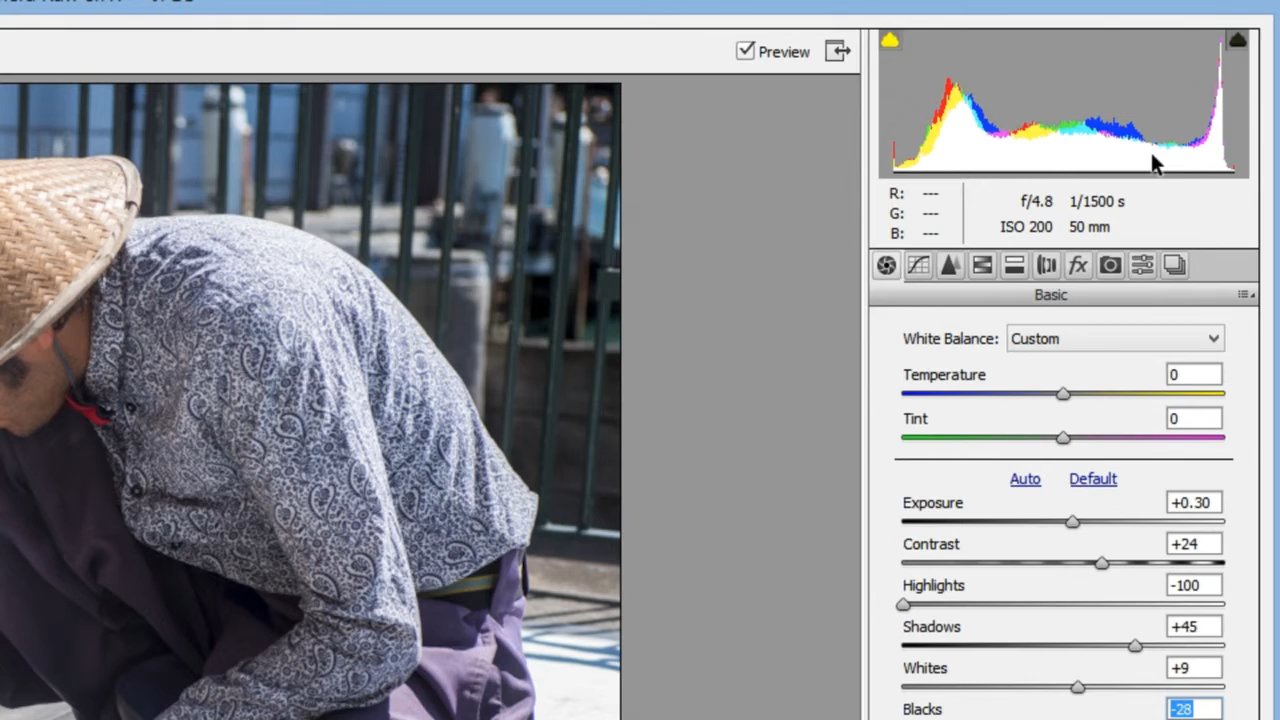 Preview
R: ---
G: ---
B: ---
f/4.8 1/1500 s
ISO 200 50 mm
fx
Basic
White Balance: Custom
Temperature 0
Tint 0
Auto Default
Exposure +0.30
Contrast +24
Highlights -100
Shadows +45
Whites +9
Blacks -28